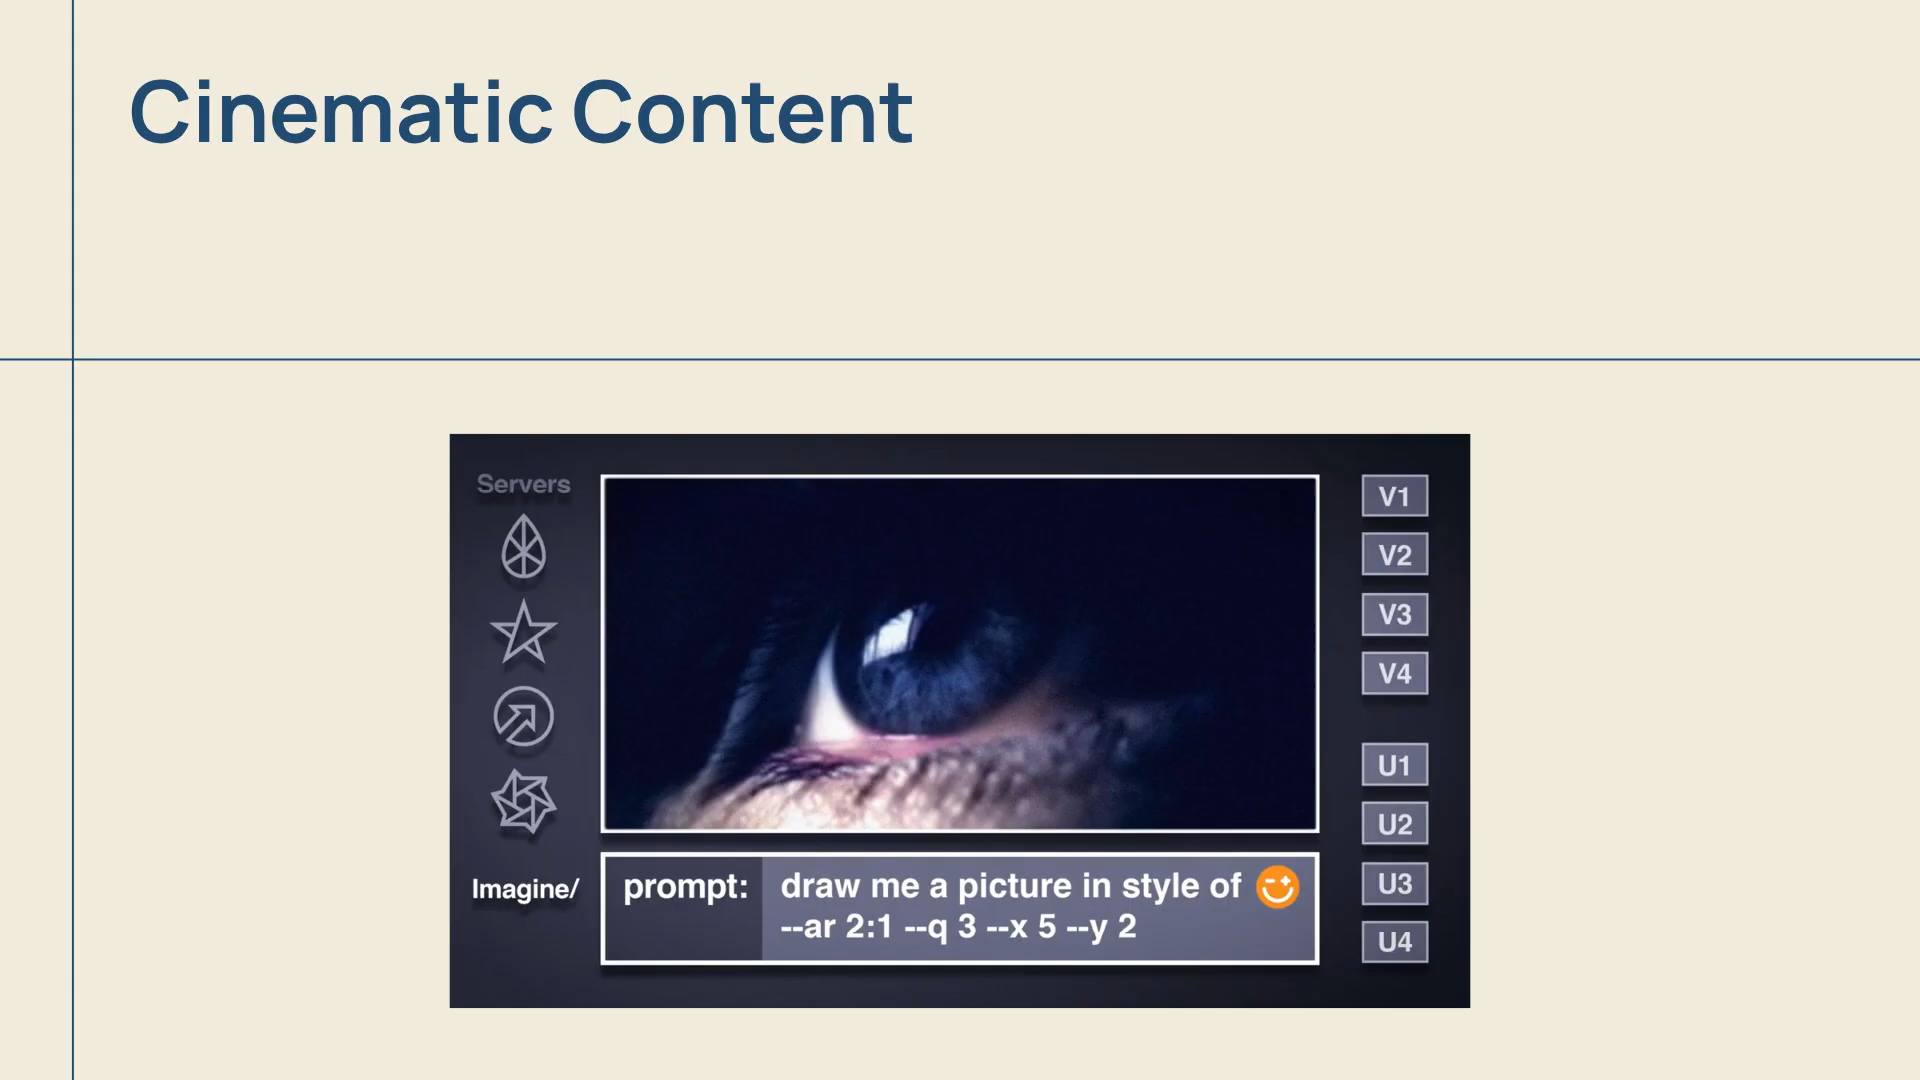 Cinematic Content
Servers
V1
V2
V3
V4
U1
U2
U3
U4
Imagine/
prompt: draw me a picture in style of
--ar 2:1 --q 3 --x 5 --y 2